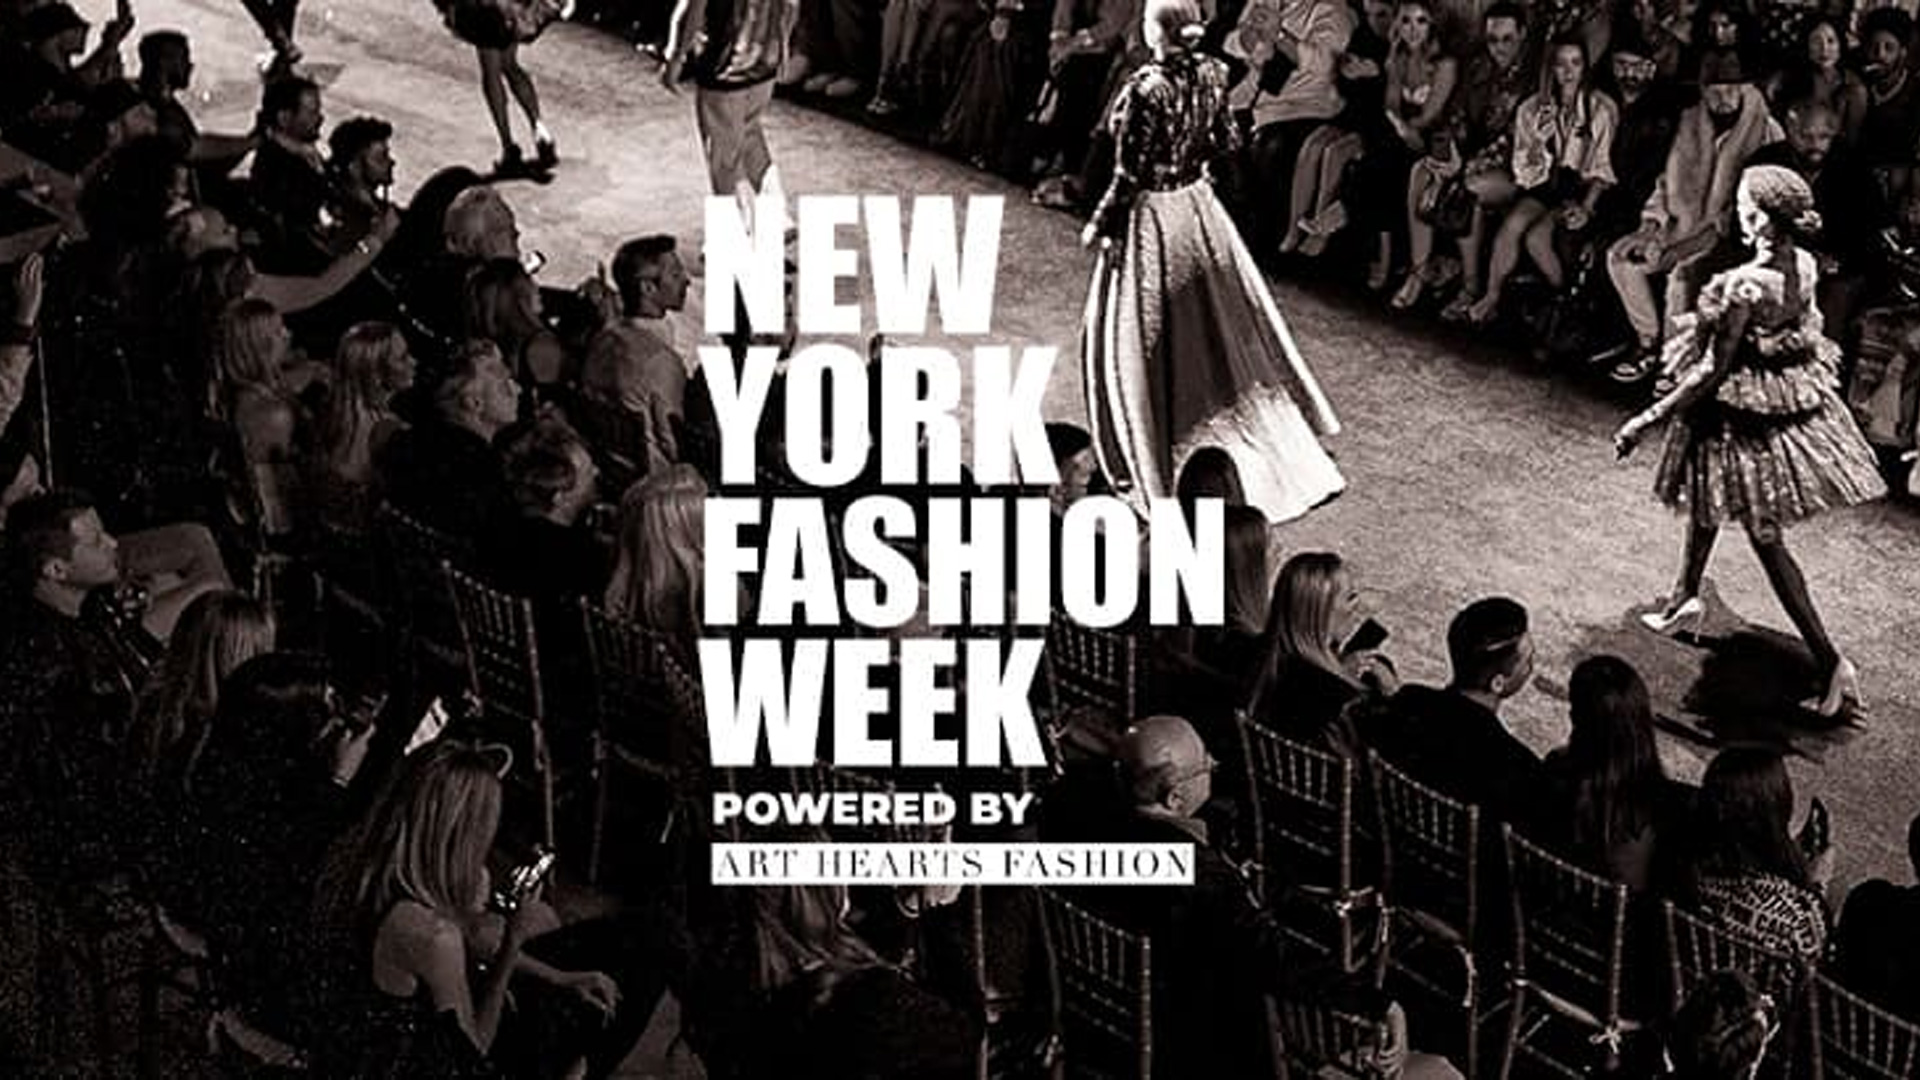 NEW
YORK
FASHION
WEEK
POWERED BY
ART HEARTS FASHION